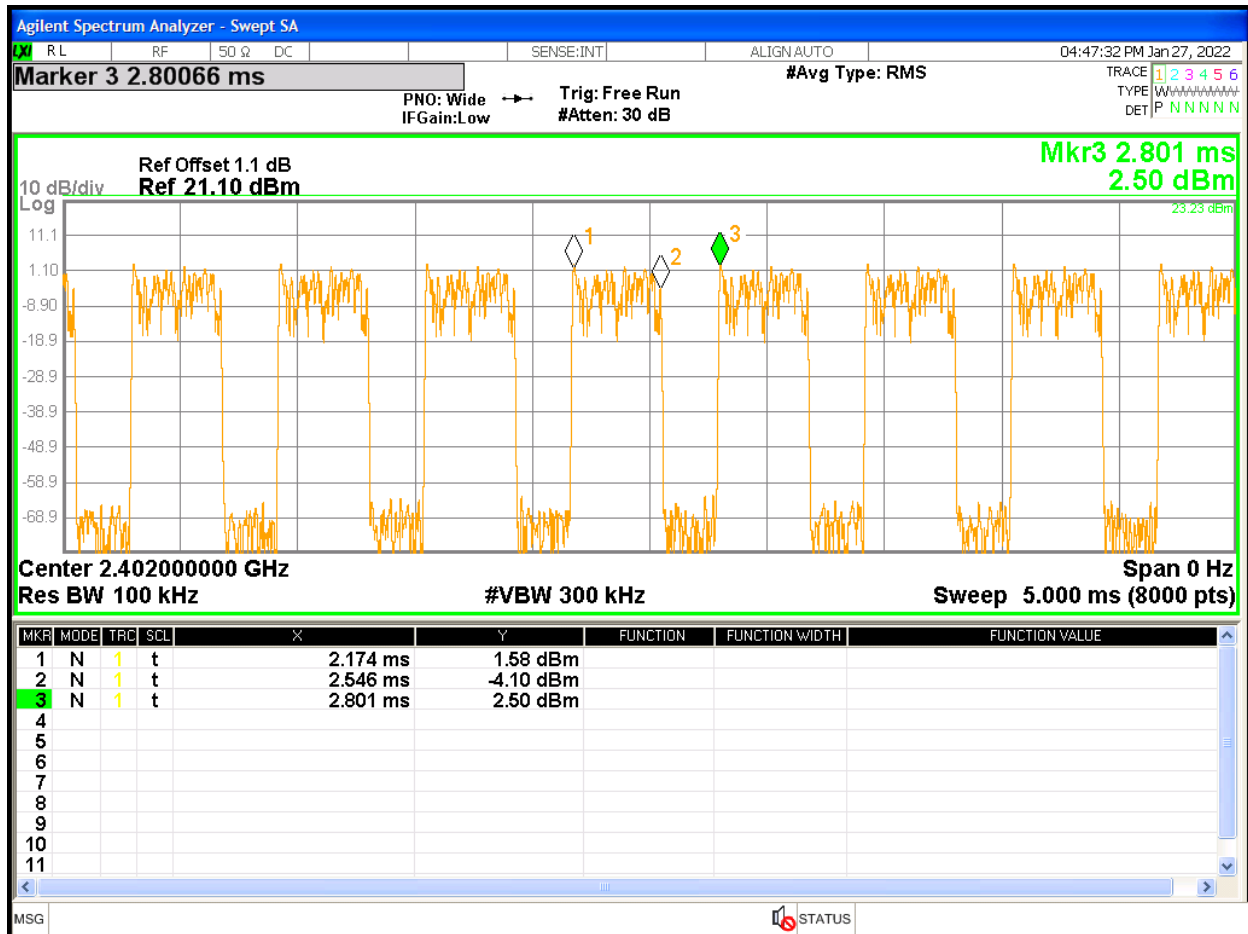 Agilent Spectrum Analyzer - Swept SA
LXI RL RF 50 Ω DC SENSE:INT ALIGN AUTO 04:47:32 PM Jan 27, 2022
Marker 3 2.80066 ms #Avg Type: RMS TRACE 1 2 3 4 5 6
PNO: Wide Trig: Free Run TYPE W
IFGain:Low #Atten: 30 dB DET P N N N N N
Mkr3 2.801 ms
Ref Offset 1.1 dB
10 dB/div Ref 21.10 dBm 2.50 dBm
Log 23.23 dBm
11.1
1.10
-8.90
-18.9
-28.9
-38.9
-48.9
-58.9
-68.9
1
2
3
Center 2.402000000 GHz Span 0 Hz
Res BW 100 kHz #VBW 300 kHz Sweep 5.000 ms (8000 pts)
MKR MODE TRC SCL X Y FUNCTION FUNCTION WIDTH FUNCTION VALUE
1 N 1 t 2.174 ms 1.58 dBm
2 N 1 t 2.546 ms -4.10 dBm
3 N 1 t 2.801 ms 2.50 dBm
4
5
6
7
8
9
10
11
MSG STATUS